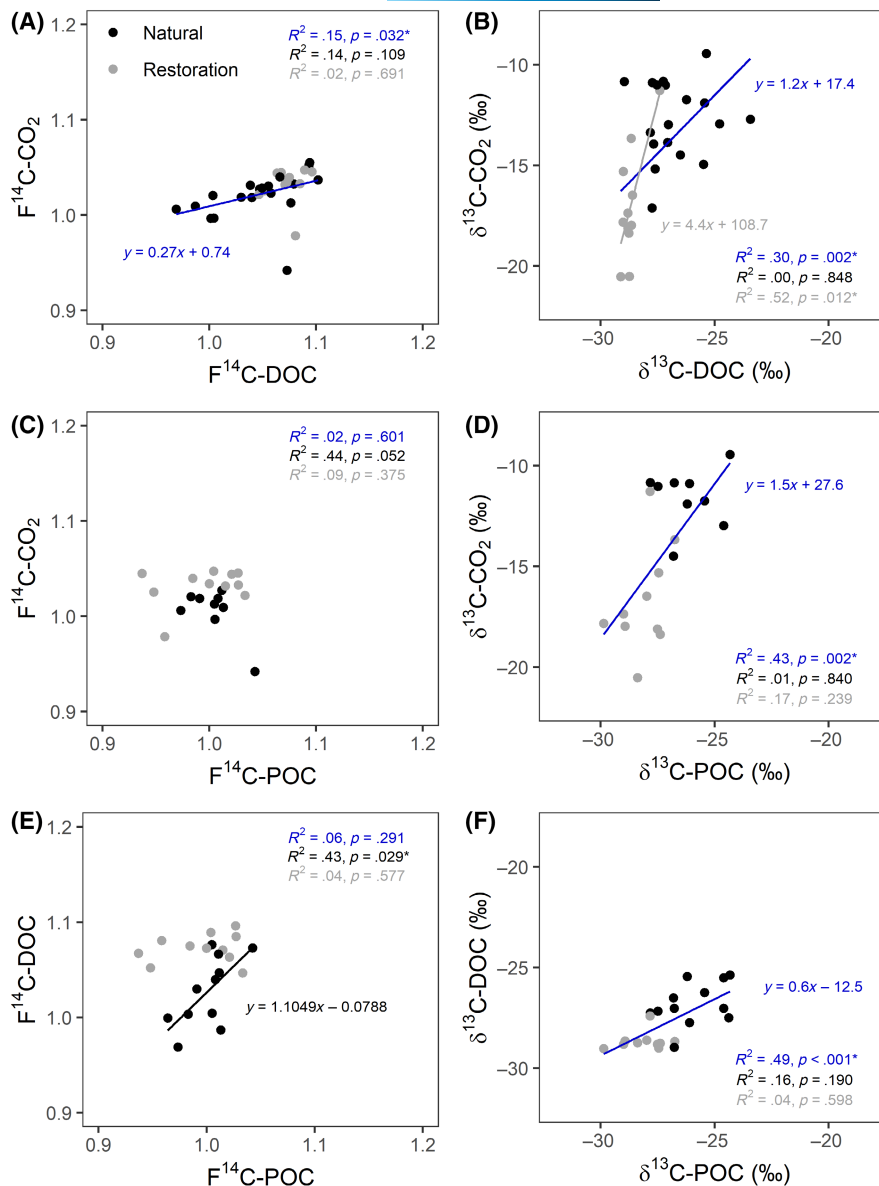 (A)
1.2
1.1
1.0
0.9
F¹⁴C-CO₂
Natural
Restoration
R² = .15, p = .032*
R² = .14, p = .109
R² = .02, p = .691
y = 0.27x + 0.74
0.9 1.0 1.1 1.2
F¹⁴C-DOC
(B)
−10
−15
−20
δ¹³C-CO₂ (‰)
y = 1.2x + 17.4
y = 4.4x + 108.7
R² = .30, p = .002*
R² = .00, p = .848
R² = .52, p = .012*
−30 −25 −20
δ¹³C-DOC (‰)
(C)
1.2
1.1
1.0
0.9
F¹⁴C-CO₂
R² = .02, p = .601
R² = .44, p = .052
R² = .09, p = .375
0.9 1.0 1.1 1.2
F¹⁴C-POC
(D)
−10
−15
−20
δ¹³C-CO₂ (‰)
y = 1.5x + 27.6
R² = .43, p = .002*
R² = .01, p = .840
R² = .17, p = .239
−30 −25 −20
δ¹³C-POC (‰)
(E)
1.2
1.1
1.0
0.9
F¹⁴C-DOC
R² = .06, p = .291
R² = .43, p = .029*
R² = .04, p = .577
y = 1.1049x − 0.0788
0.9 1.0 1.1 1.2
F¹⁴C-POC
(F)
−20
−25
−30
δ¹³C-DOC (‰)
y = 0.6x − 12.5
R² = .49, p < .001*
R² = .16, p = .190
R² = .04, p = .598
−30 −25 −20
δ¹³C-POC (‰)